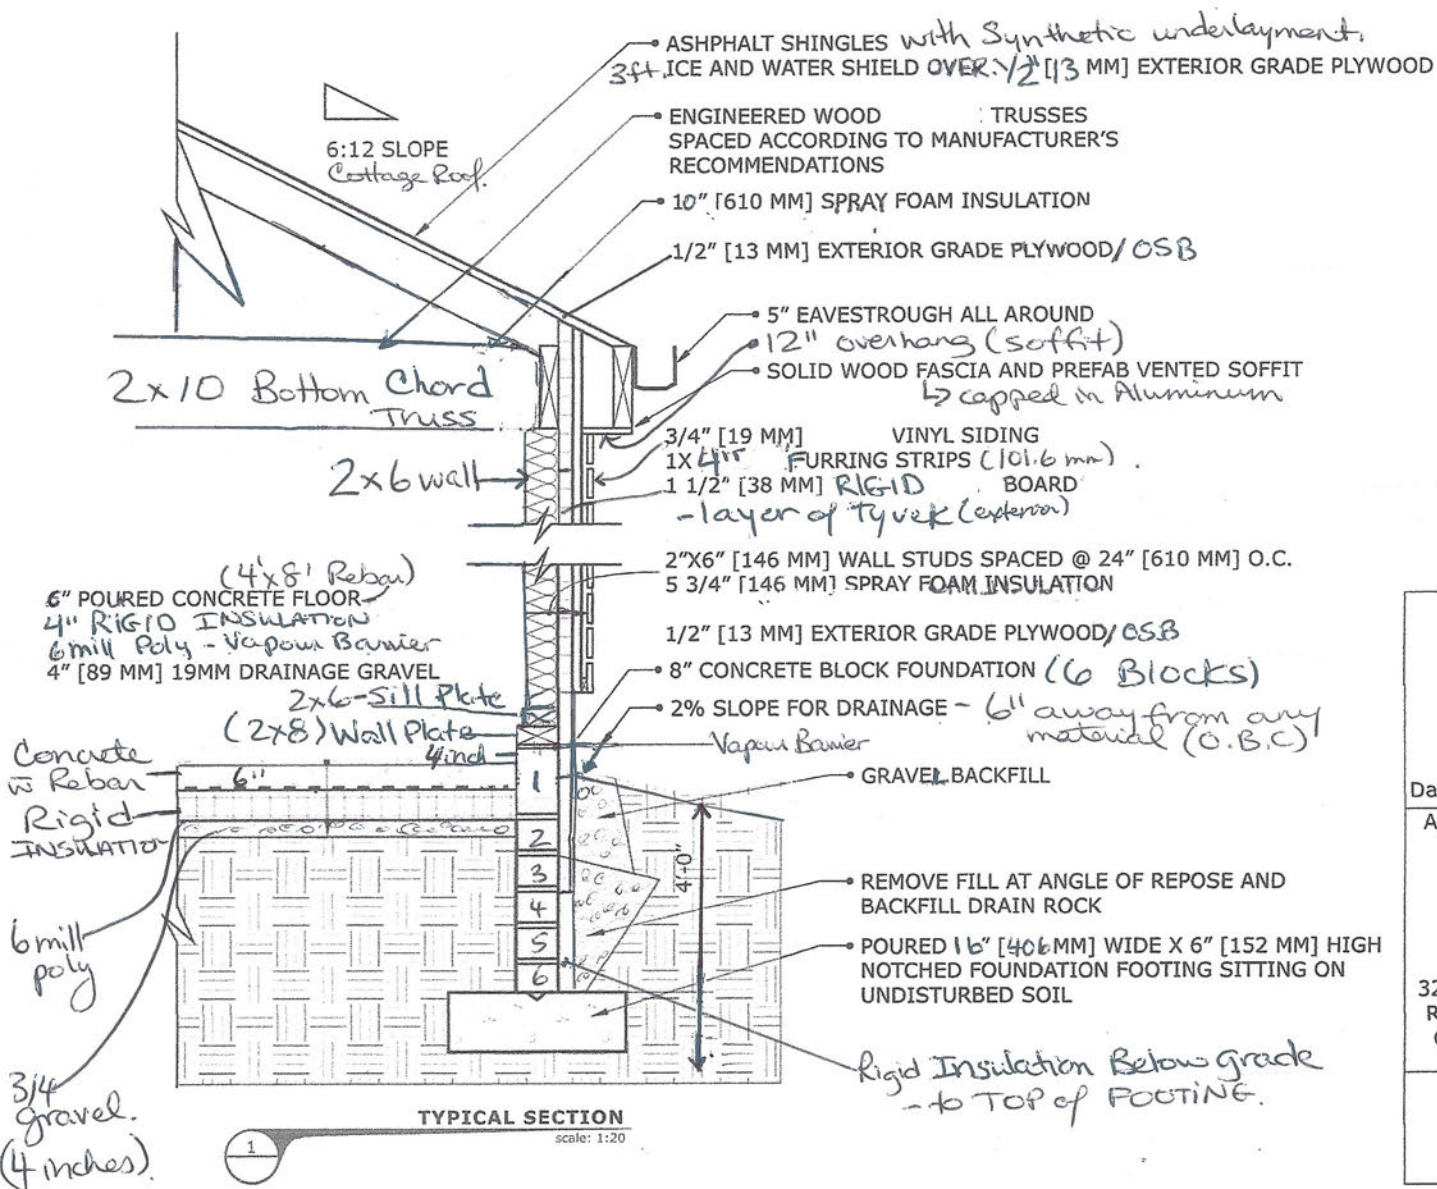 ASHPHALT SHINGLES with Synthetic underlayment.
3ft. ICE AND WATER SHIELD OVER 1/2" [13 MM] EXTERIOR GRADE PLYWOOD
6:12 SLOPE
Cottage Roof.
ENGINEERED WOOD TRUSSES
SPACED ACCORDING TO MANUFACTURER'S
RECOMMENDATIONS
10" [610 MM] SPRAY FOAM INSULATION
1/2" [13 MM] EXTERIOR GRADE PLYWOOD/OSB
5" EAVESTROUGH ALL AROUND
12" overhang (soffit)
SOLID WOOD FASCIA AND PREFAB VENTED SOFFIT
↳ capped in Aluminum
2x10 Bottom Chord
Truss
3/4" [19 MM] VINYL SIDING
1X 4" FURRING STRIPS (101.6 mm).
1 1/2" [38 MM] RIGID BOARD
- layer of Tyvek (exterior)
2x6 wall
2"X6" [146 MM] WALL STUDS SPACED @ 24" [610 MM] O.C.
5 3/4" [146 MM] SPRAY FOAM INSULATION
1/2" [13 MM] EXTERIOR GRADE PLYWOOD/OSB
(4'x8' Rebar)
6" POURED CONCRETE FLOOR
4" RIGID INSULATION
6mill Poly - Vapour Barrier
4" [89 MM] 19MM DRAINAGE GRAVEL
8" CONCRETE BLOCK FOUNDATION (6 Blocks)
2x6-Sill Plate
(2x8) Wall Plate
4inch
2% SLOPE FOR DRAINAGE - 6" away from any
material (O.B.C)
Vapour Barrier
GRAVEL BACKFILL
Concrete
w Rebar
6"
Rigid
INSULATION
6mill
poly
3/4
gravel.
(4 inches)
1
2
3
4
5
6
4'-0"
REMOVE FILL AT ANGLE OF REPOSE AND
BACKFILL DRAIN ROCK
POURED 16" [406MM] WIDE X 6" [152 MM] HIGH
NOTCHED FOUNDATION FOOTING SITTING ON
UNDISTURBED SOIL
Rigid Insulation Below grade
- to TOP of FOOTING.
TYPICAL SECTION
scale: 1:20
1
Da
A
32
R